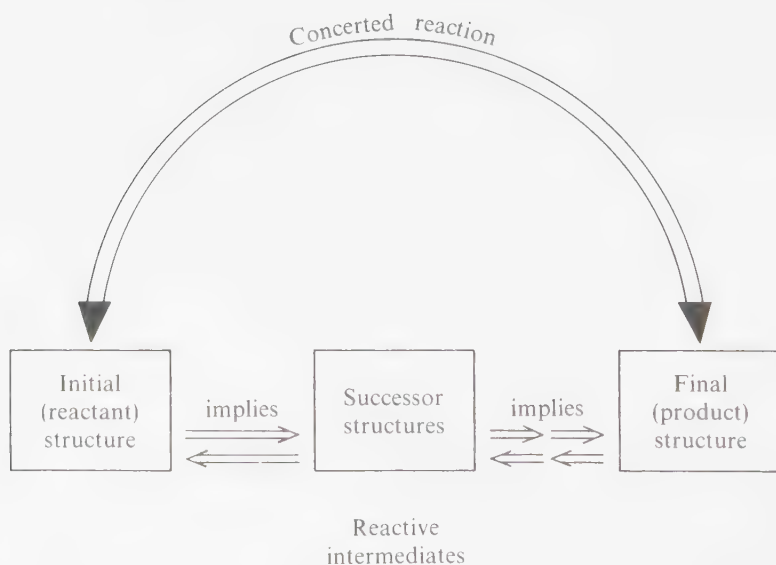 Concerted reaction
Initial
(reactant)
structure
implies
Successor
structures
implies
Final
(product)
structure
Reactive
intermediates